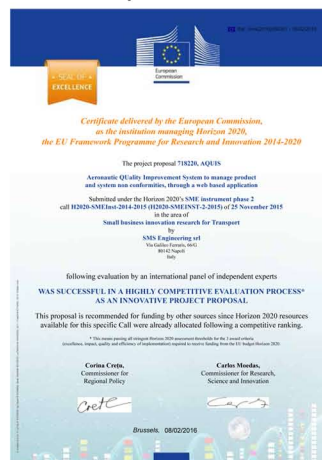 SEAL OF
EXCELLENCE
European
Commission
Certificate delivered by the European Commission,
as the institution managing Horizon 2020,
the EU Framework Programme for Research and Innovation 2014-2020
The project proposal 718220, AQUIS
Aeronautic QUality Improvement System to manage product
and system non conformities, through a web based application
Submitted under the Horizon 2020's SME instrument phase 2
call H2020-SMEInst-2014-2015 (H2020-SMEINST-2-2015) of 25 November 2015
in the area of
Small business innovation research for Transport
by
SMS Engineering srl
Via Galileo Ferraris, 66/G
80142 Napoli
Italy
following evaluation by an international panel of independent experts
WAS SUCCESSFUL IN A HIGHLY COMPETITIVE EVALUATION PROCESS*
AS AN INNOVATIVE PROJECT PROPOSAL
This proposal is recommended for funding by other sources since Horizon 2020 resources
available for this specific Call were already allocated following a competitive ranking.
* This means passing all stringent Horizon 2020 assessment thresholds for the 3 award criteria
(excellence, impact, quality and efficiency of implementation) required to receive funding from the EU budget Horizon 2020.
Corina Crețu,
Commissioner for
Regional Policy
Carlos Moedas,
Commissioner for Research,
Science and Innovation
Brussels, 08/02/2016